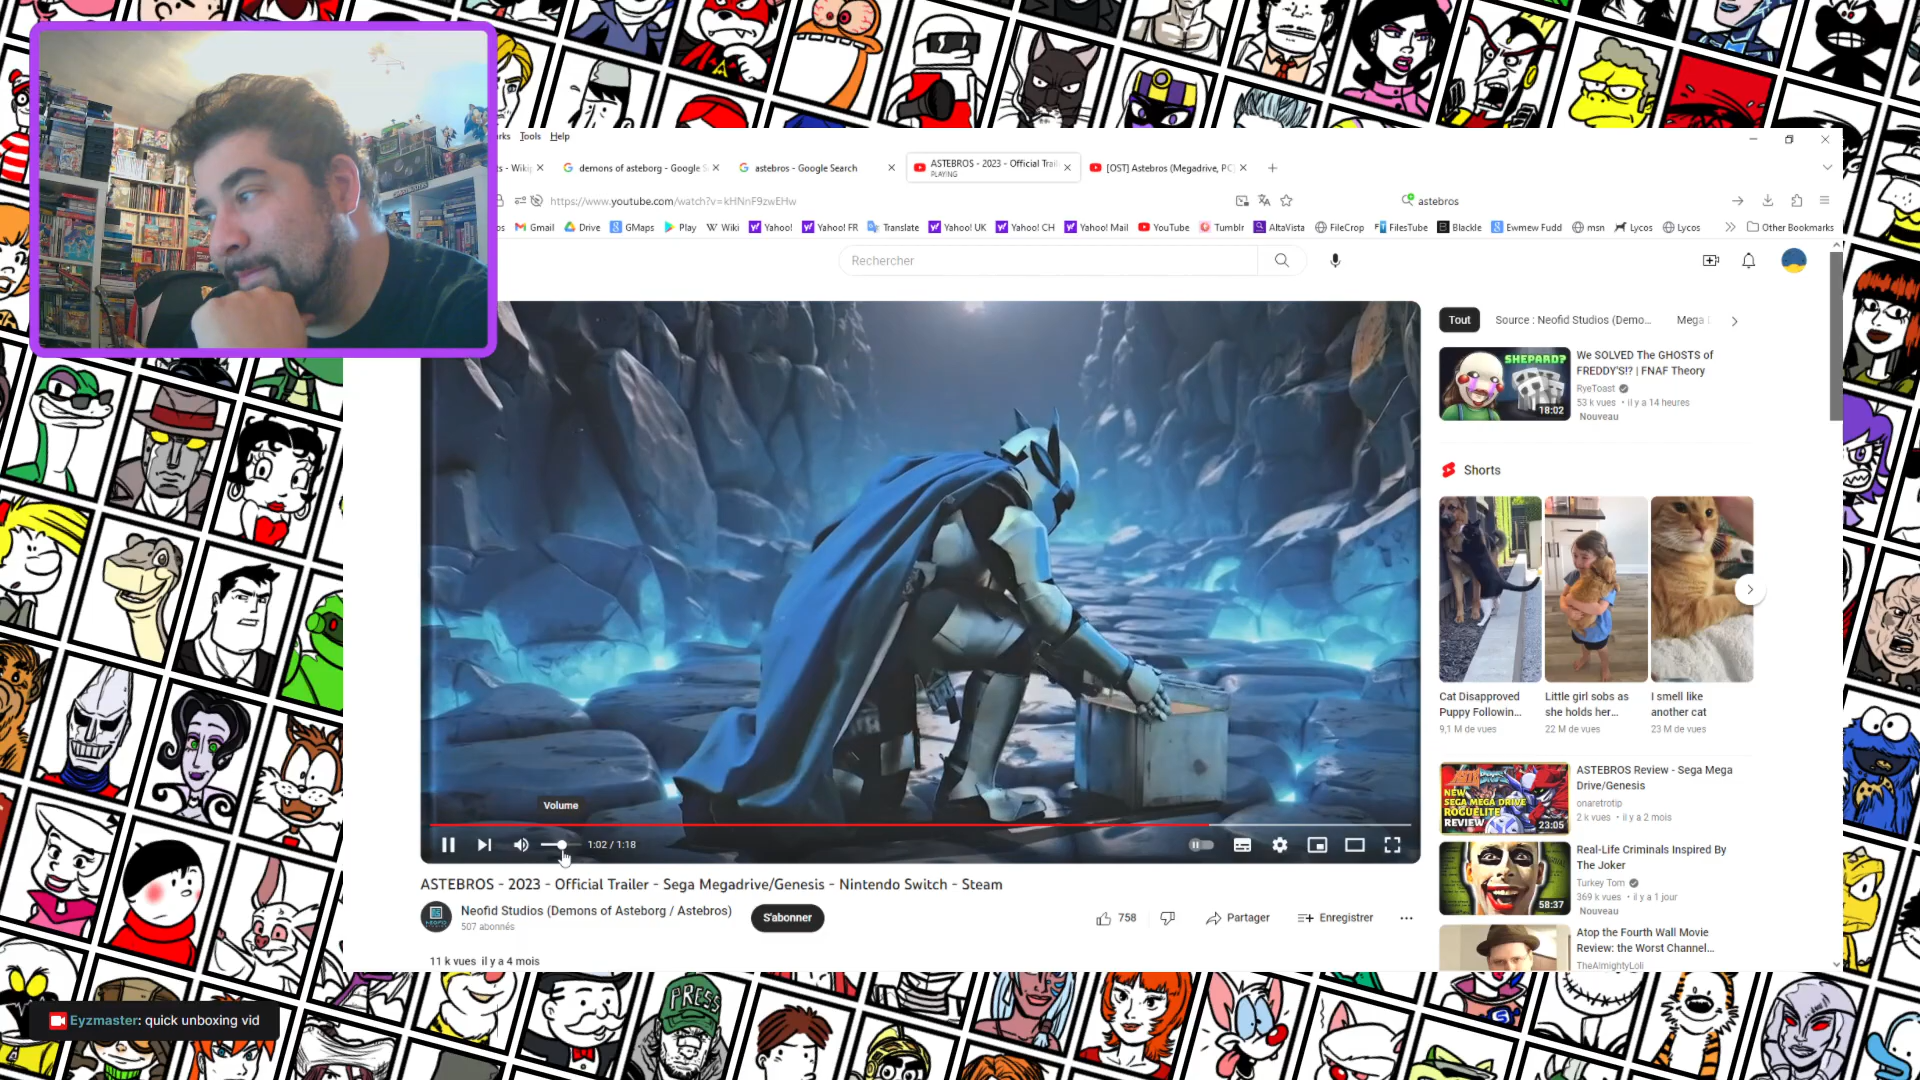 rks Tools Help
ts - Wiki
demons of asteborg - Google S
astebros - Google Search
ASTEBROS - 2023 - Official Trail
PLAYING
[OST] Astebros (Megadrive, PC
https://www.youtube.com/watch?v=kHNnF9zwEHw
astebros
os Gmail Drive GMaps Play Wiki Yahoo! Yahoo! FR Translate Yahoo! UK Yahoo! CH Yahoo! Mail YouTube Tumblr AltaVista FileCrop FilesTube Blackle Ewmew Fudd msn Lycos Lycos Other Bookmarks
Rechercher
Tout Source : Neofid Studios (Demo... Mega
SHEPARD?
18:02
We SOLVED The GHOSTS of
FREDDY'S!? | FNAF Theory
RyeToast
53 k vues • il y a 14 heures
Nouveau
Shorts
Cat Disapproved
Puppy Followin...
9,1 M de vues
Little girl sobs as
she holds her...
22 M de vues
I smell like
another cat
23 M de vues
Volume
1:02 / 1:18
ASTEBROS - 2023 - Official Trailer - Sega Megadrive/Genesis - Nintendo Switch - Steam
Neofid Studios (Demons of Asteborg / Astebros)
507 abonnés
S'abonner
758
Partager
Enregistrer
11 k vues il y a 4 mois
NEW
SEGA MEGA DRIVE
ROGUELITE
REVIEW
23:05
ASTEBROS Review - Sega Mega
Drive/Genesis
onaretrotip
2 k vues • il y a 2 mois
58:37
Real-Life Criminals Inspired By
The Joker
Turkey Tom
369 k vues • il y a 1 jour
Nouveau
Atop the Fourth Wall Movie
Review: the Worst Channel...
TheAlmightyLoli
PRESS
Eyzmaster: quick unboxing vid